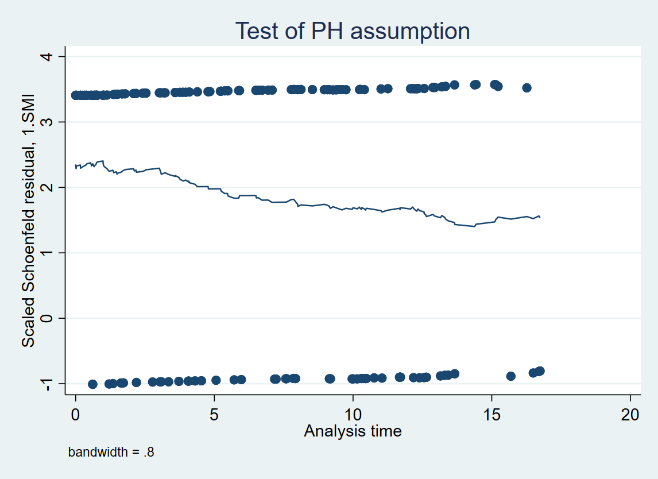 Test of PH assumption
Scaled Schoenfeld residual, 1.SMI
4
3
2
1
0
-1
0 5 10 15 20
Analysis time
bandwidth = .8